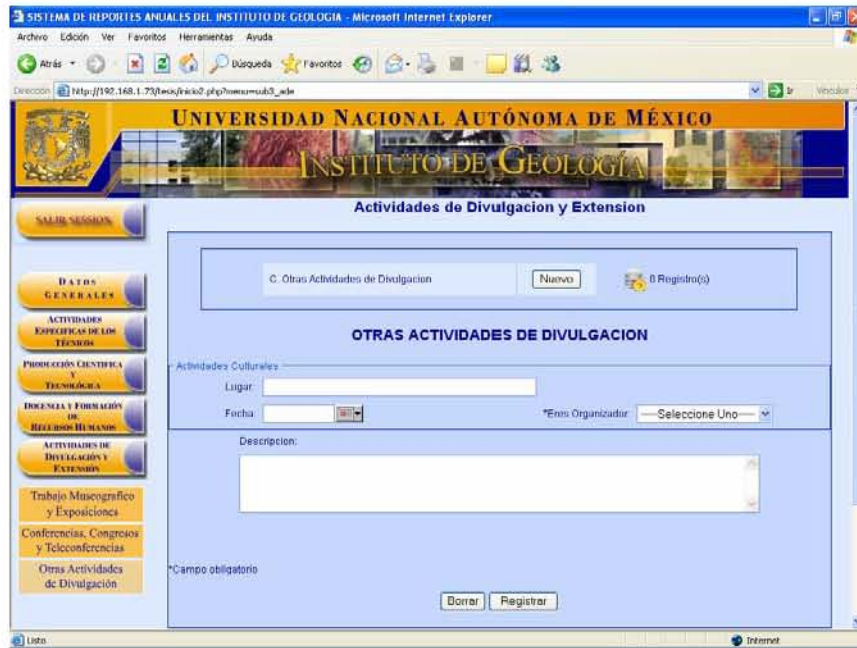 SISTEMA DE REPORTES ANUALES DEL INSTITUTO DE GEOLOGIA - Microsoft Internet Explorer
Archivo Edición Ver Favoritos Herramientas Ayuda
Atrás Búsqueda Favoritos
Dirección http://192.168.1.73/tesis/inicio2.php?menu=sub3_ade Ir Vínculos
UNIVERSIDAD NACIONAL AUTÓNOMA DE MÉXICO
INSTITUTO DE GEOLOGÍA
SALIR SESSION
Actividades de Divulgacion y Extension
C. Otras Actividades de Divulgacion Nuevo 0 Registro(s)
DATOS
GENERALES
ACTIVIDADES
ESPECIFICAS DE LOS
TÉCNICOS
PRODUCCIÓN CIENTIFICA
Y
TECNOLÓGICA
DOCENCIA Y FORMACIÓN
DE
RECURSOS HUMANOS
ACTIVIDADES DE
DIVULGACIÓN Y
EXTENSIÓN
Trabajo Museografico
y Exposiciones
Conferencias, Congresos
y Teleconferencias
Otras Actividades
de Divulgación
OTRAS ACTIVIDADES DE DIVULGACION
Actividades Culturales
Lugar:
Fecha: *Eres Organizador: ----Seleccione Uno----
Descripcion:
*Campo obligatorio
Borrar Registrar
Listo Internet